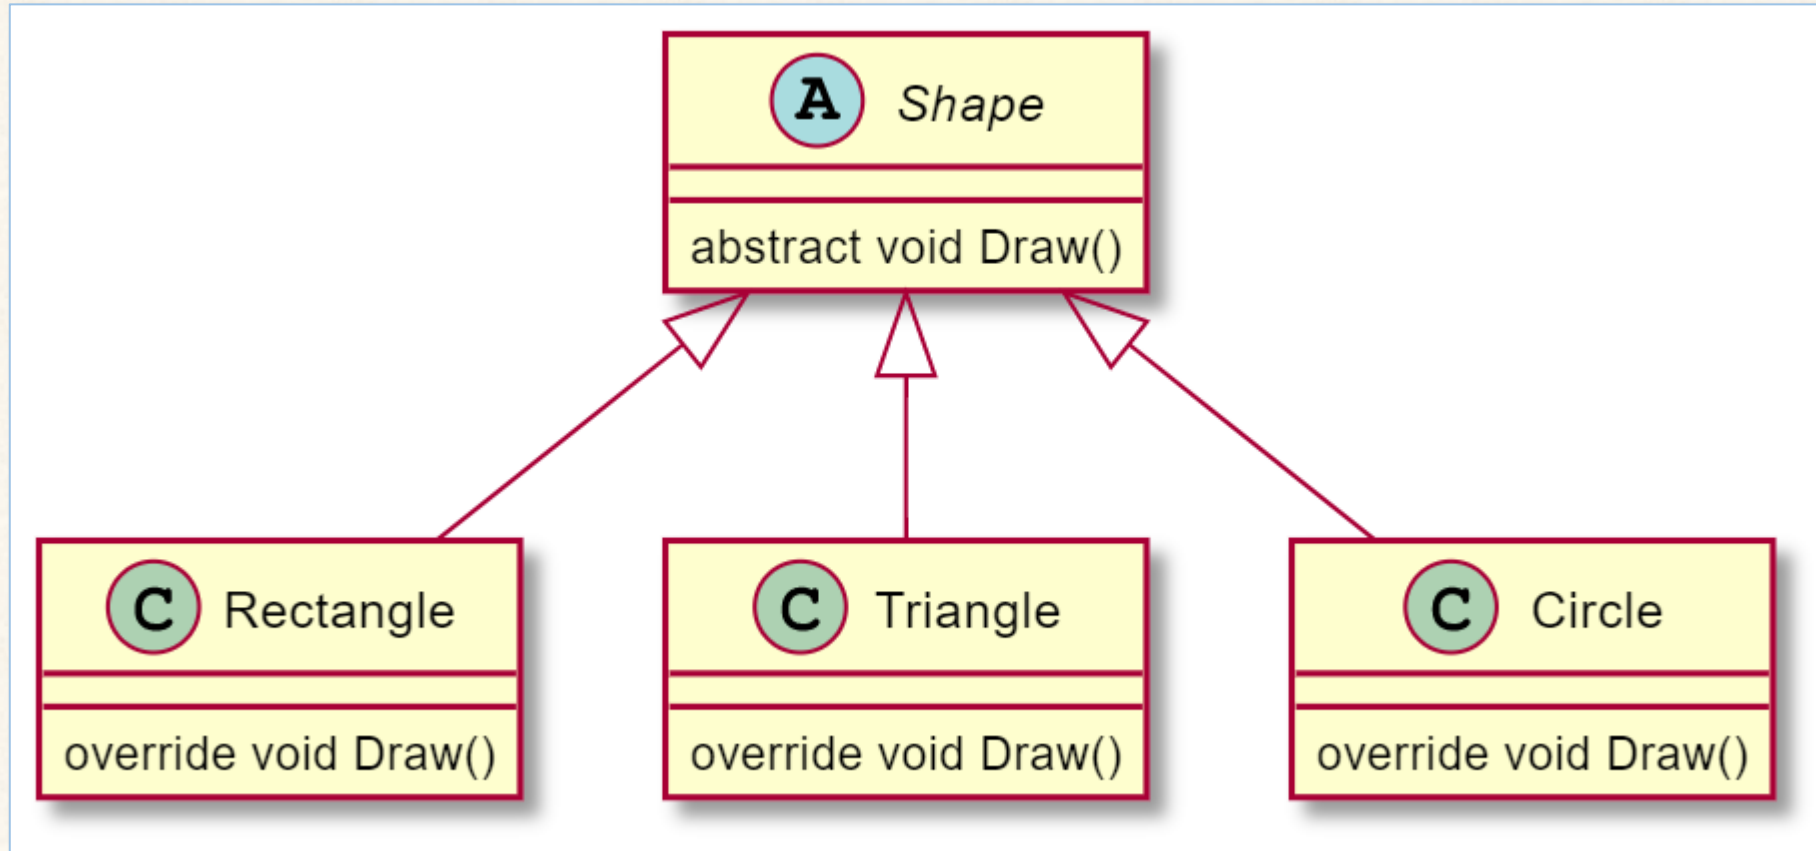 A Shape
abstract void Draw()
C Rectangle
override void Draw()
C Triangle
override void Draw()
C Circle
override void Draw()